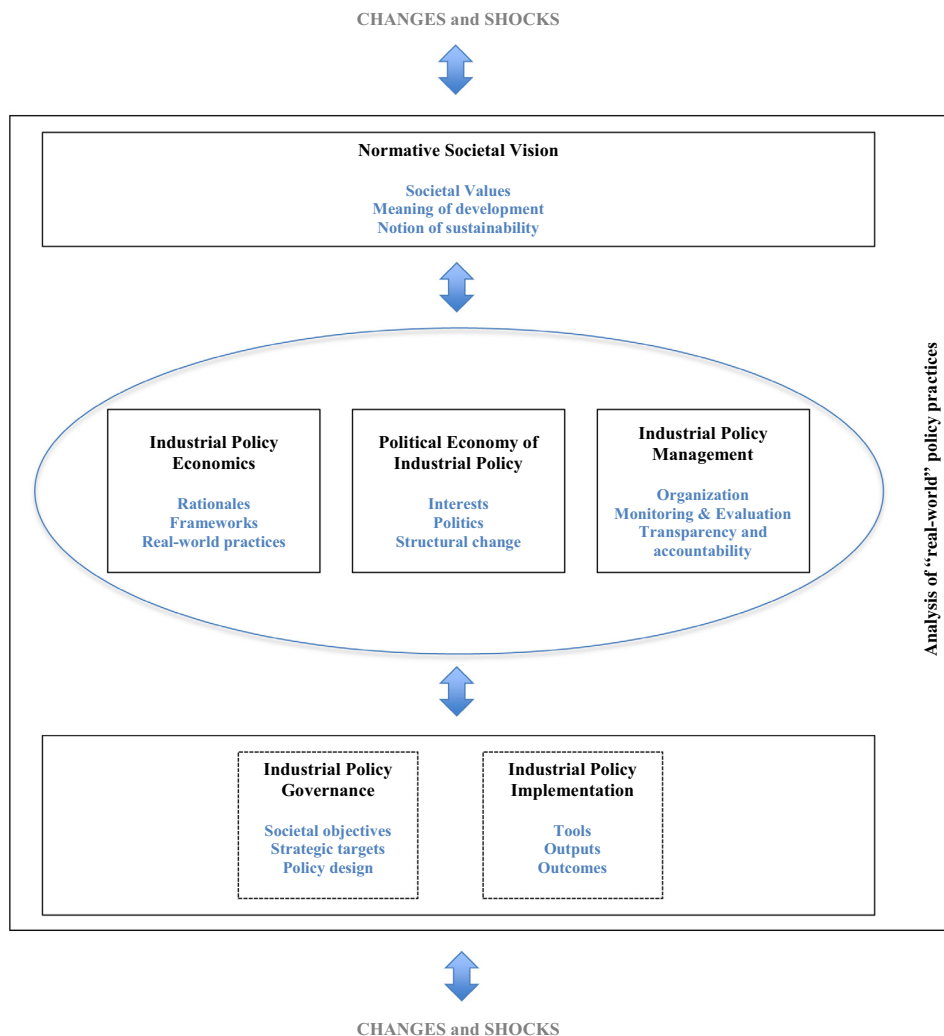 CHANGES and SHOCKS
Normative Societal Vision
Societal Values
Meaning of development
Notion of sustainability
Industrial Policy
Economics
Rationales
Frameworks
Real-world practices
Political Economy of
Industrial Policy
Interests
Politics
Structural change
Industrial Policy
Management
Organization
Monitoring & Evaluation
Transparency and
accountability
Analysis of “real-world” policy practices
Industrial Policy
Governance
Societal objectives
Strategic targets
Policy design
Industrial Policy
Implementation
Tools
Outputs
Outcomes
CHANGES and SHOCKS